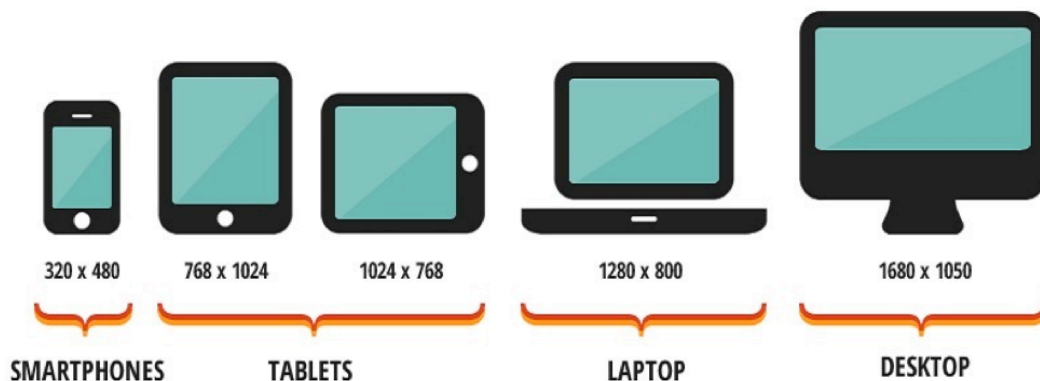 320 x 480
768 x 1024
1024 x 768
1280 x 800
1680 x 1050
SMARTPHONES
TABLETS
LAPTOP
DESKTOP